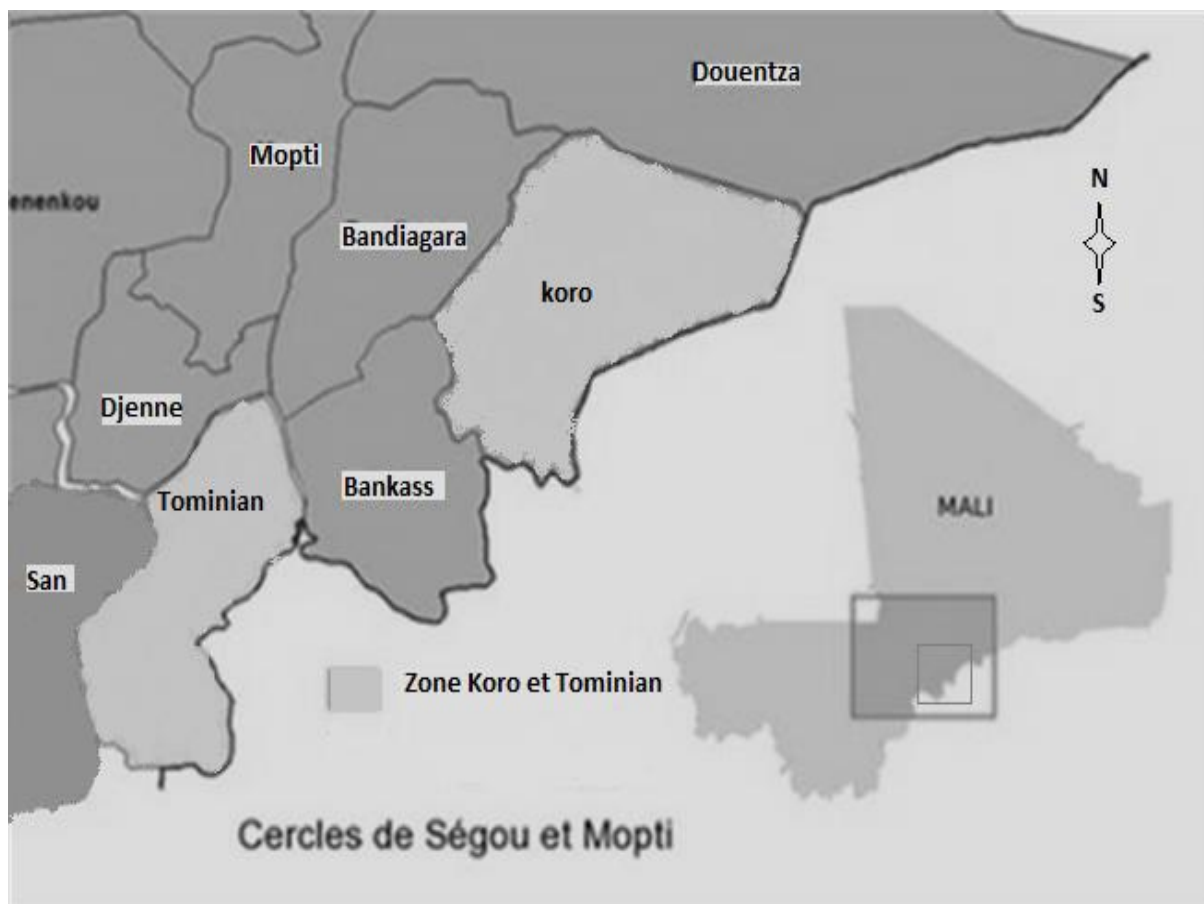 Douentza
Mopti
enenkou
Bandiagara
koro
N
S
Djenne
Tominian
Bankass
San
MALI
Zone Koro et Tominian
Cercles de Ségou et Mopti